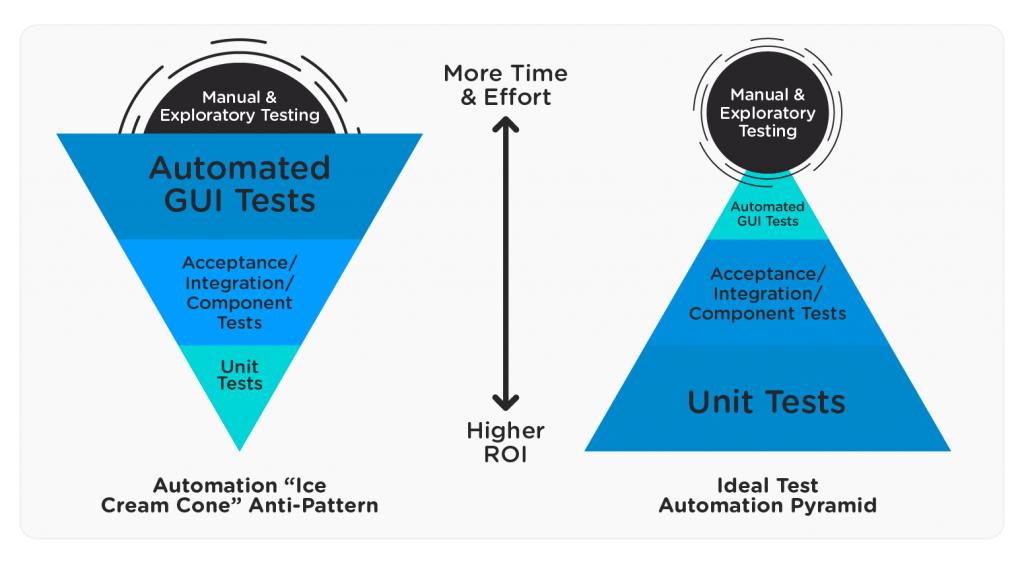 Manual &
Exploratory Testing
Automated
GUI Tests
Acceptance/
Integration/
Component
Tests
Unit
Tests
Automation “Ice
Cream Cone” Anti-Pattern
More Time
& Effort
Higher
ROI
Manual &
Exploratory
Testing
Automated
GUI Tests
Acceptance/
Integration/
Component Tests
Unit Tests
Ideal Test
Automation Pyramid